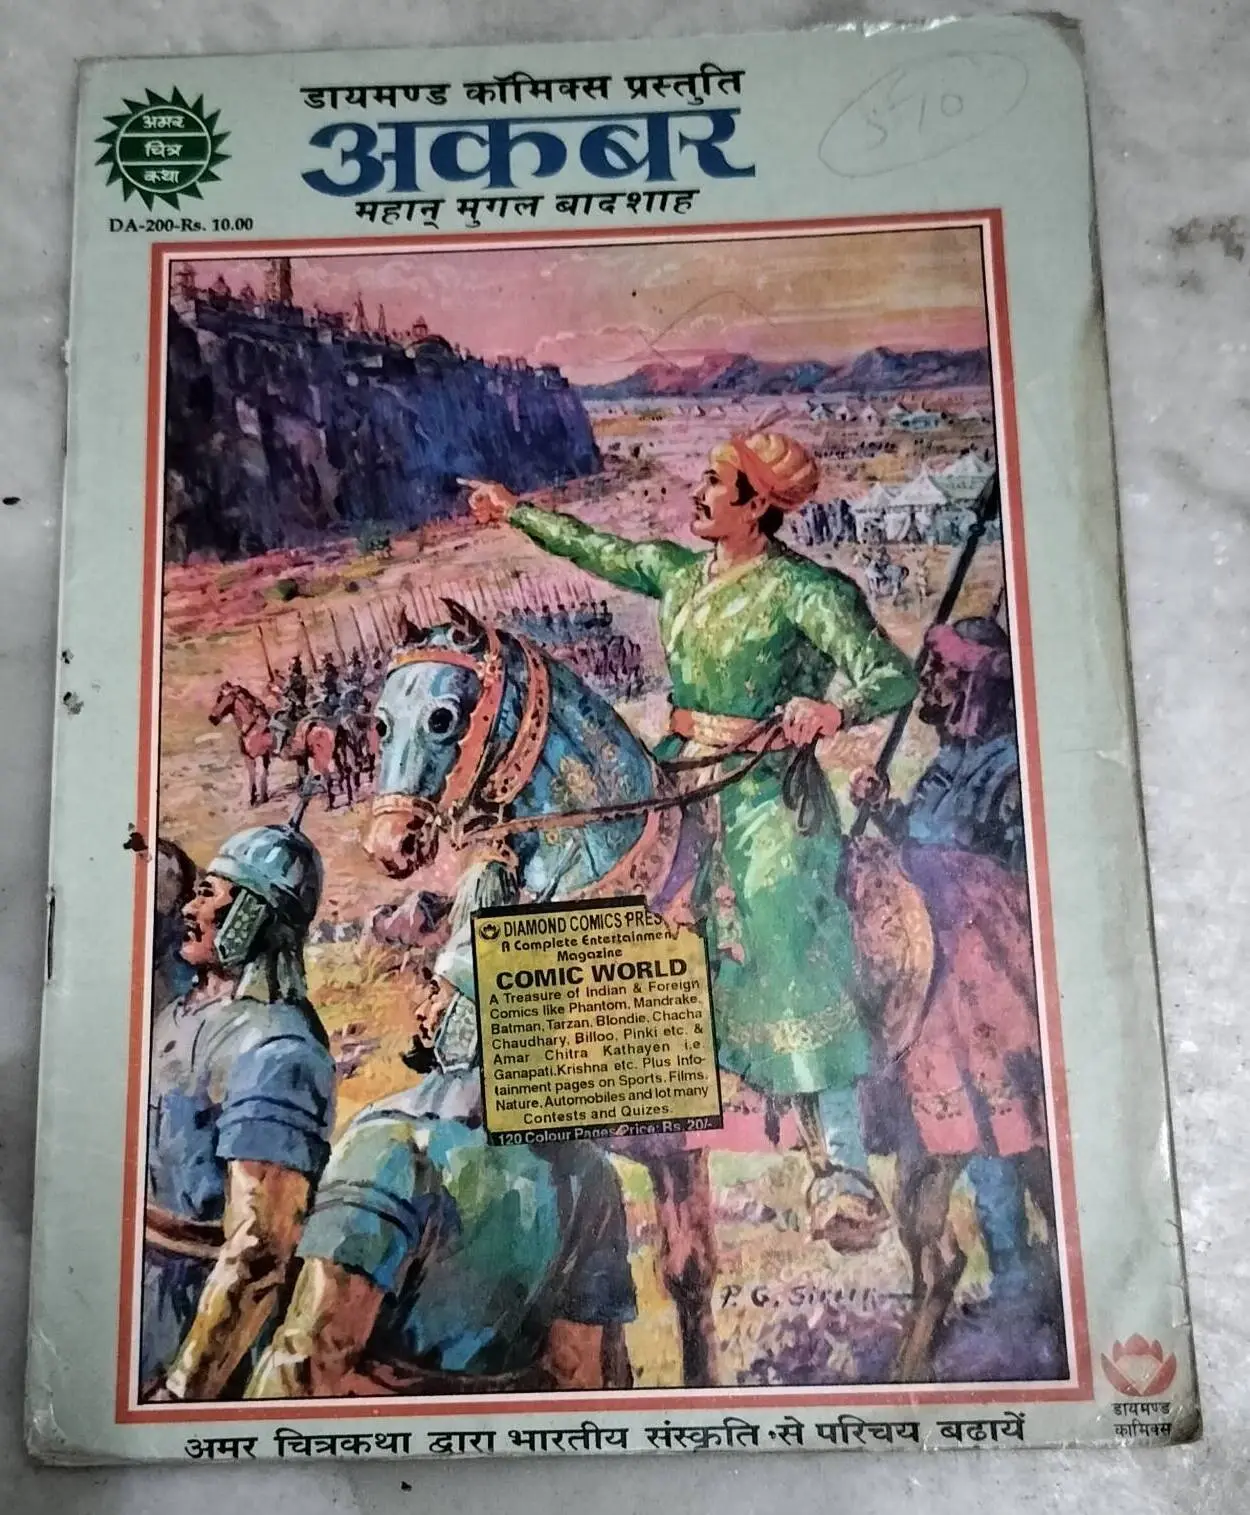 डायमण्ड कॉमिक्स प्रस्तुति
अमर
चित्र
कथा
अकबर
महान् मुगल बादशाह
DA-200-Rs. 10.00
DIAMOND COMICS PRES
A Complete Entertainmen
Magazine
COMIC WORLD
A Treasure of Indian & Foreign
Comics like Phantom, Mandrake,
Batman, Tarzan, Blondie, Chacha
Chaudhary, Billoo, Pinki etc. &
Amar Chitra Kathayen i.e.
Ganapati, Krishna etc. Plus Info-
tainment pages on Sports, Films,
Nature, Automobiles and lot many
Contests and Quizes.
120 Colour Pages Price: Rs. 20/-
P. G.
डायमण्ड
कामिक्स
अमर चित्रकथा द्वारा भारतीय संस्कृति से परिचय बढायें